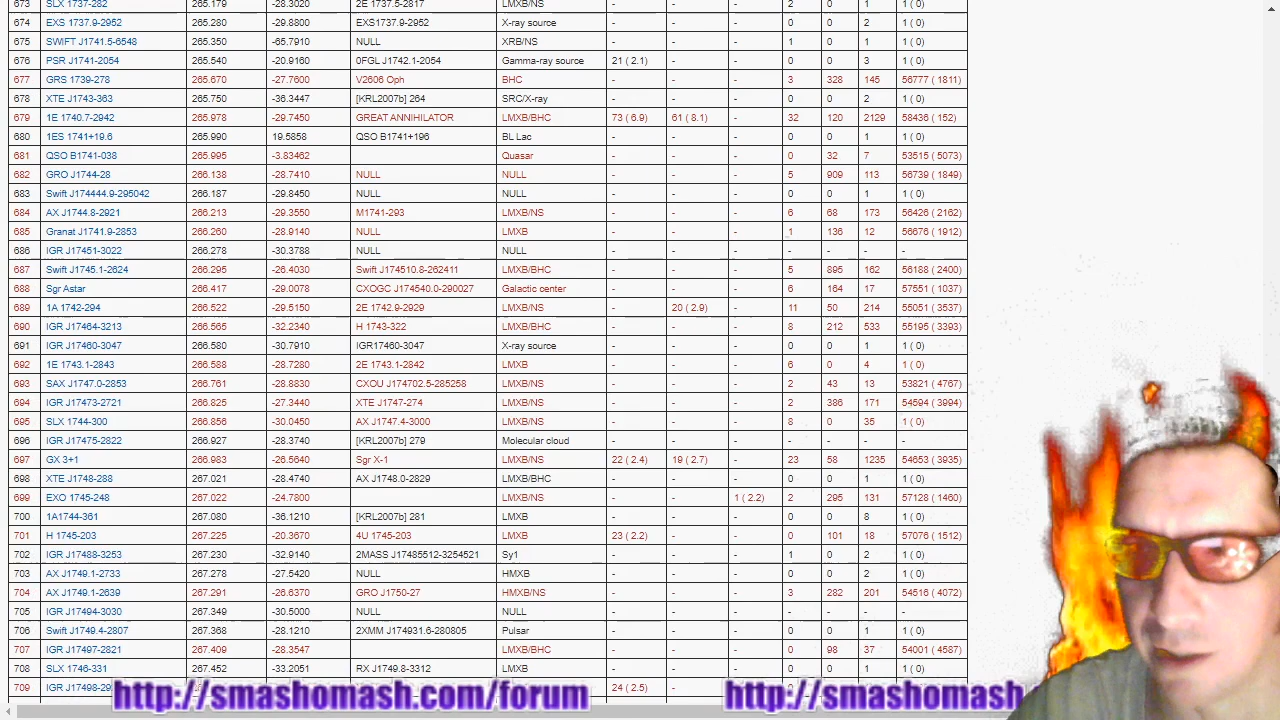 673 SLX 1737-282 265.179 -28.3020 2E 1737.5-2817 LMXB/NS - - - 0 0 1 1 ( 0)
674 EXS 1737.9-2952 265.280 -29.8800 EXS1737.9-2952 X-ray source - - - 0 0 2 1 ( 0)
675 SWIFT J1741.5-6548 265.350 -65.7910 NULL XRB/NS - - - 1 0 1 1 ( 0)
676 PSR J1741-2054 265.540 -20.9160 0FGL J1742.1-2054 Gamma-ray source 21 ( 2.1) - - 0 0 3 1 ( 0)
677 GRS 1739-278 265.670 -27.7600 V2606 Oph BHC - - - 3 328 145 56777 ( 1811)
678 XTE J1743-363 265.750 -36.3447 [KRL2007b] 264 SRC/X-ray - - - 0 0 2 1 ( 0)
679 1E 1740.7-2942 265.978 -29.7450 GREAT ANNIHILATOR LMXB/BHC 73 ( 6.9) 61 ( 8.1) - 32 120 2129 58436 ( 152)
680 1ES 1741+19.6 265.990 19.5858 QSO B1741+196 BL Lac - - - 0 0 1 1 ( 0)
681 QSO B1741-038 265.995 -3.83462 Quasar - - - 0 32 7 53515 ( 5073)
682 GRO J1744-28 266.138 -28.7410 NULL NULL - - - 5 909 113 56739 ( 1849)
683 Swift J174444.9-295042 266.187 -29.8450 NULL NULL - - - 0 0 1 1 ( 0)
684 AX J1744.8-2921 266.213 -29.3550 M1741-293 LMXB/NS - - - 6 68 173 56426 ( 2162)
685 Granat J1741.9-2853 266.260 -28.9140 NULL LMXB - - - 1 136 12 56676 ( 1912)
686 IGR J17451-3022 266.278 -30.3788 NULL NULL - - - - - - -
687 Swift J1745.1-2624 266.295 -26.4030 Swift J174510.8-262411 LMXB/BHC - - - 5 895 162 56188 ( 2400)
688 Sgr Astar 266.417 -29.0078 CXOGC J174540.0-290027 Galactic center - - - 6 164 17 57551 ( 1037)
689 1A 1742-294 266.522 -29.5150 2E 1742.9-2929 LMXB/NS - 20 ( 2.9) - 11 50 214 55051 ( 3537)
690 IGR J17464-3213 266.565 -32.2340 H 1743-322 LMXB/BHC - - - 8 212 533 55195 ( 3393)
691 IGR J17460-3047 266.580 -30.7910 IGR17460-3047 X-ray source - - - 0 0 1 1 ( 0)
692 1E 1743.1-2843 266.588 -28.7280 2E 1743.1-2842 LMXB - - - 6 0 4 1 ( 0)
693 SAX J1747.0-2853 266.761 -28.8830 CXOU J174702.5-285258 LMXB/NS - - - 2 43 13 53821 ( 4767)
694 IGR J17473-2721 266.825 -27.3440 XTE J1747-274 LMXB/NS - - - 2 386 171 54594 ( 3994)
695 SLX 1744-300 266.856 -30.0450 AX J1747.4-3000 LMXB/NS - - - 8 0 35 1 ( 0)
696 IGR J17475-2822 266.927 -28.3740 [KRL2007b] 279 Molecular cloud - - - - - - -
697 GX 3+1 266.983 -26.5640 Sgr X-1 LMXB/NS 22 ( 2.4) 19 ( 2.7) - 23 58 1235 54653 ( 3935)
698 XTE J1748-288 267.021 -28.4740 AX J1748.0-2829 LMXB/BHC - - - 0 0 1 1 ( 0)
699 EXO 1745-248 267.022 -24.7800 LMXB/NS - - 1 ( 2.2) 2 295 131 57128 ( 1460)
700 1A1744-361 267.080 -36.1210 [KRL2007b] 281 LMXB - - - 0 0 8 1 ( 0)
701 H 1745-203 267.225 -20.3670 4U 1745-203 LMXB 23 ( 2.2) - - 0 101 18 57076 ( 1512)
702 IGR J17488-3253 267.230 -32.9140 2MASS J17485512-3254521 Sy1 - - - 1 0 2 1 ( 0)
703 AX J1749.1-2733 267.278 -27.5420 NULL HMXB - - - 0 0 2 1 ( 0)
704 AX J1749.1-2639 267.291 -26.6370 GRO J1750-27 HMXB/NS - - - 3 282 201 54516 ( 4072)
705 IGR J17494-3030 267.349 -30.5000 NULL NULL - - - - - - -
706 Swift J1749.4-2807 267.368 -28.1210 2XMM J174931.6-280805 Pulsar - - - 0 0 1 1 ( 0)
707 IGR J17497-2821 267.409 -28.3547 LMXB/BHC - - - 0 98 37 54001 ( 4587)
708 SLX 1746-331 267.452 -33.2051 RX J1749.8-3312 LMXB - - - 0 0 1 1 ( 0)
709 IGR J17498-29 24 ( 2.5) -
http://smashomash.com/forum http://smashomash